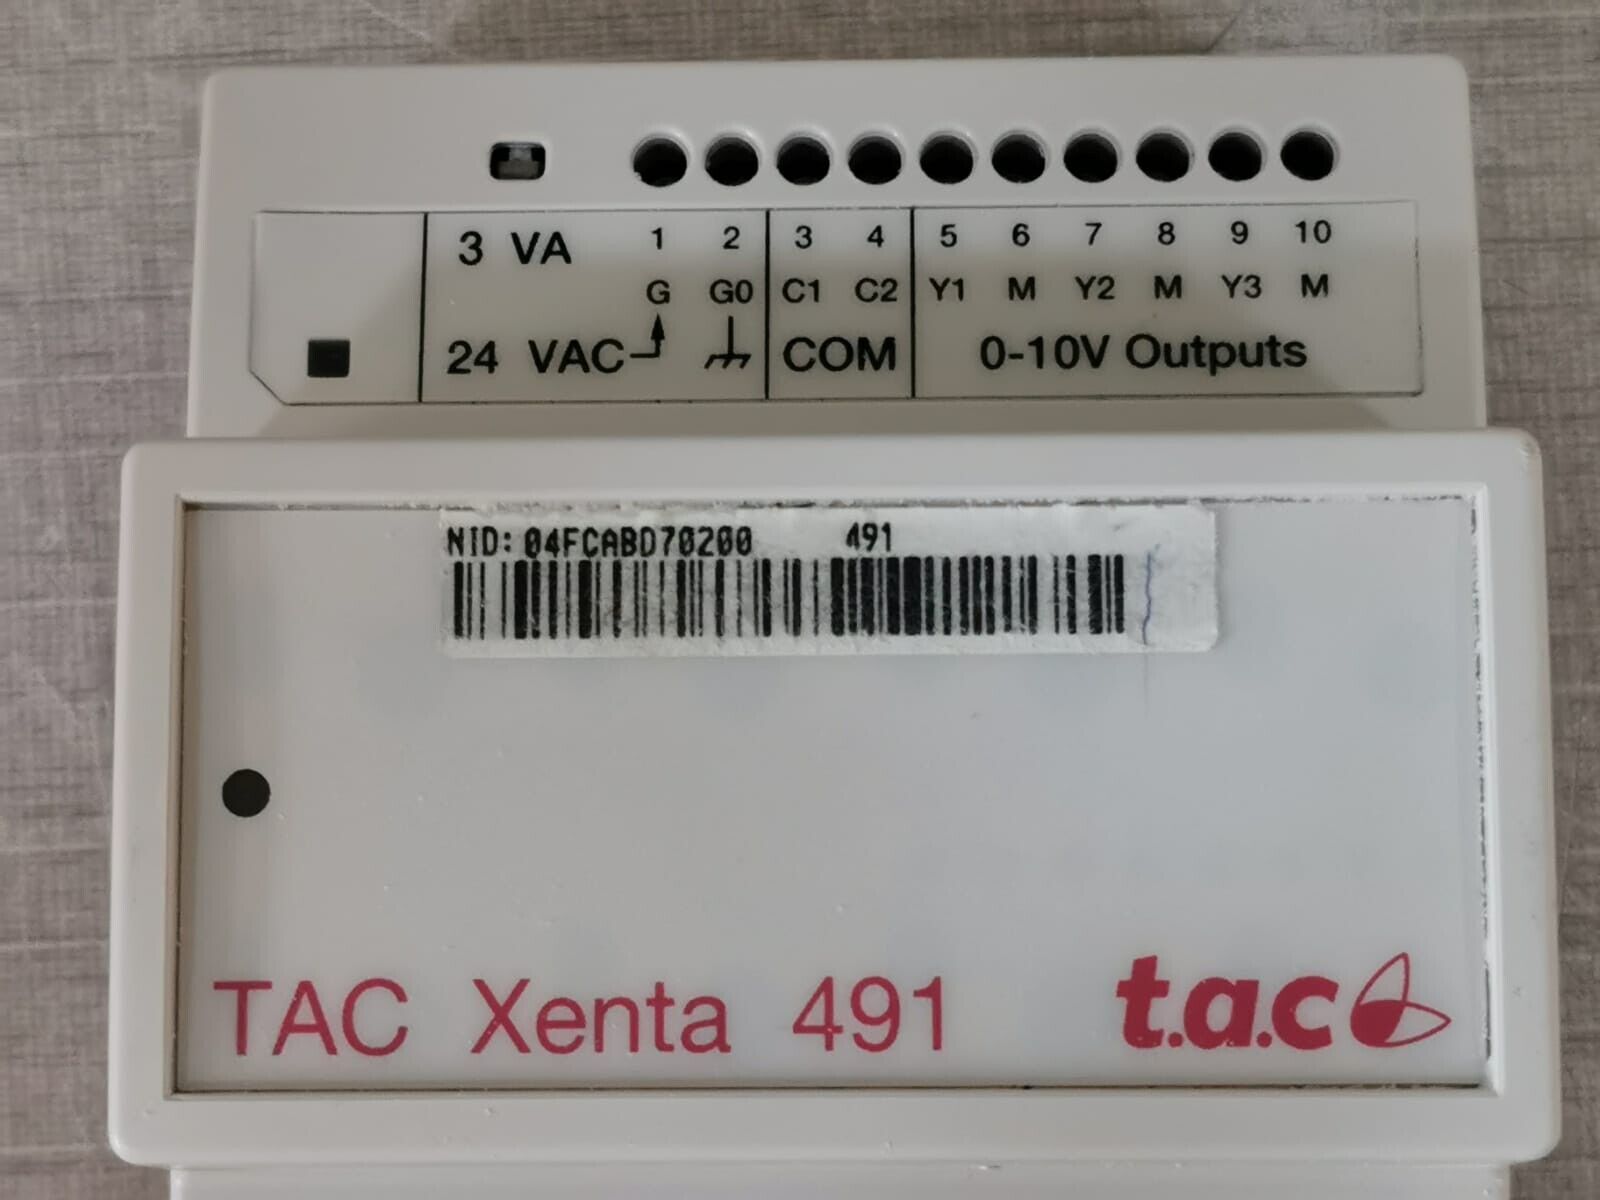 3 VA 1 2 3 4 5 6 7 8 9 10
G G0 C1 C2 Y1 M Y2 M Y3 M
24 VAC COM 0-10V Outputs
NID: 04FCABD70200 491
TAC Xenta 491 t.a.c